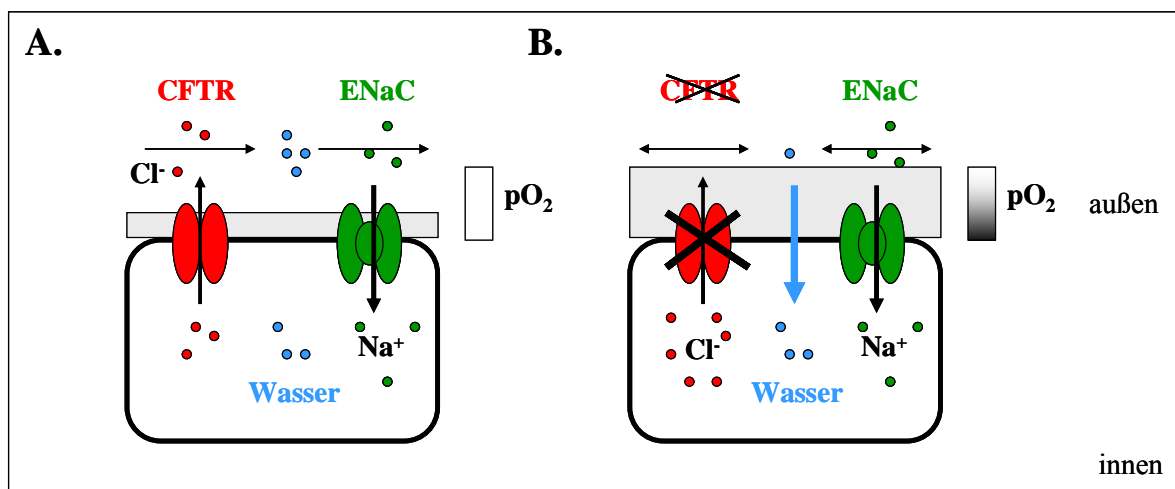 A.
CFTR
ENaC
Cl⁻
pO₂
Na⁺
Wasser
B.
CFTR
ENaC
pO₂
außen
Cl⁻
Na⁺
Wasser
innen